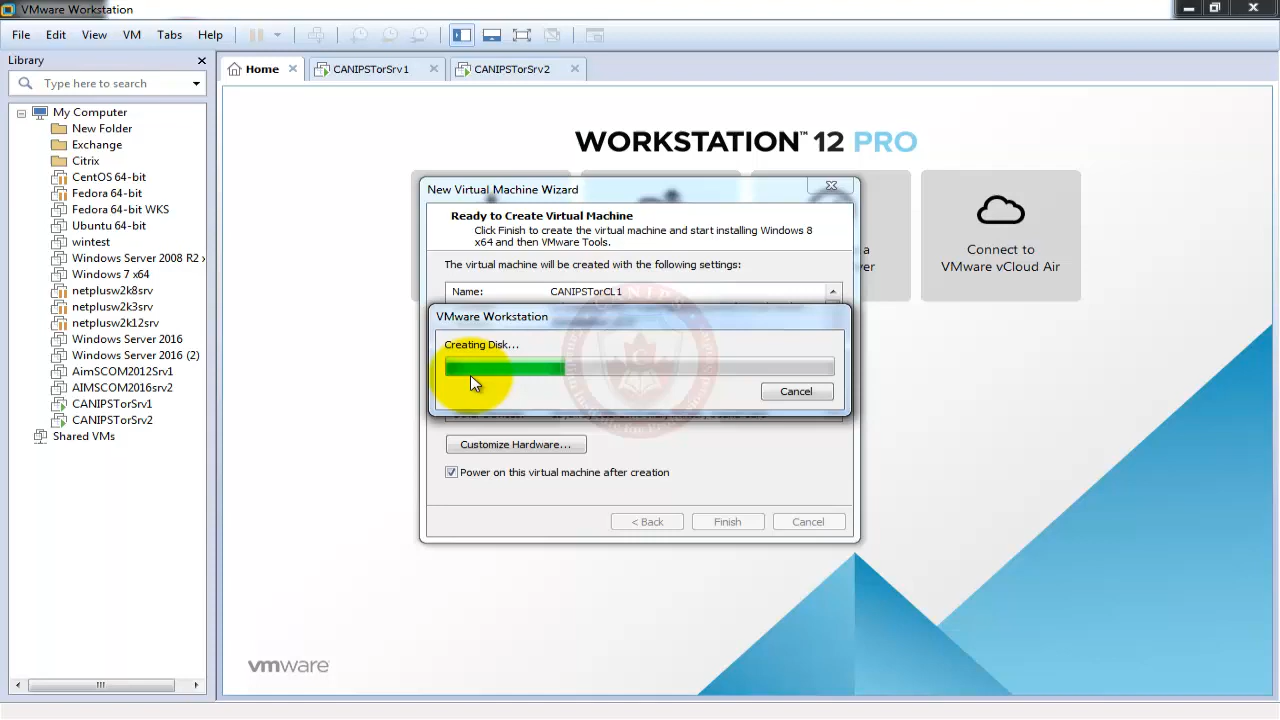 VMware Workstation
File Edit View VM Tabs Help
Library
Type here to search
My Computer
New Folder
Exchange
Citrix
CentOS 64-bit
Fedora 64-bit
Fedora 64-bit WKS
Ubuntu 64-bit
wintest
Windows Server 2008 R2 x
Windows 7 x64
netplusw2k8srv
netplusw2k3srv
netplusw2k12srv
Windows Server 2016
Windows Server 2016 (2)
AimSCOM2012Srv1
AIMSCOM2016srv2
CANIPSTorSrv1
CANIPSTorSrv2
Shared VMs
Home CANIPSTorSrv1 CANIPSTorSrv2
WORKSTATION™ 12 PRO
Connect to
VMware vCloud Air
New Virtual Machine Wizard
Ready to Create Virtual Machine
Click Finish to create the virtual machine and start installing Windows 8
x64 and then VMware Tools.
The virtual machine will be created with the following settings:
Name: CANIPSTorCL1
VMware Workstation
Creating Disk...
Cancel
Customize Hardware...
Power on this virtual machine after creation
< Back Finish Cancel
vmware